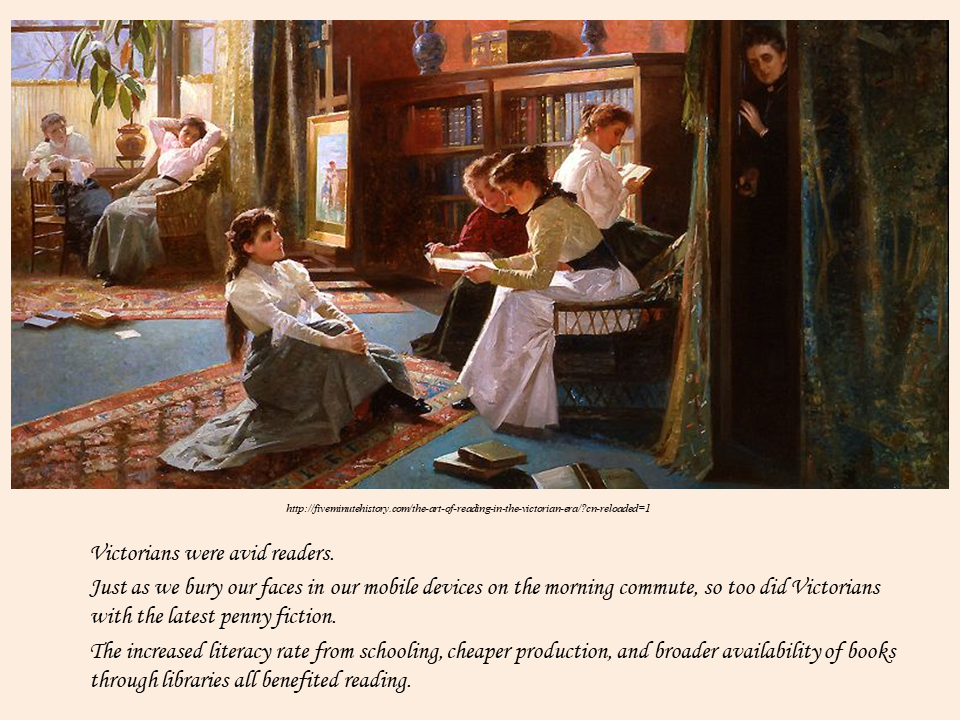 http://fiveminutehistory.com/the-art-of-reading-in-the-victorian-era/?cn-reloaded=1
Victorians were avid readers.
Just as we bury our faces in our mobile devices on the morning commute, so too did Victorians
with the latest penny fiction.
The increased literacy rate from schooling, cheaper production, and broader availability of books
through libraries all benefited reading.